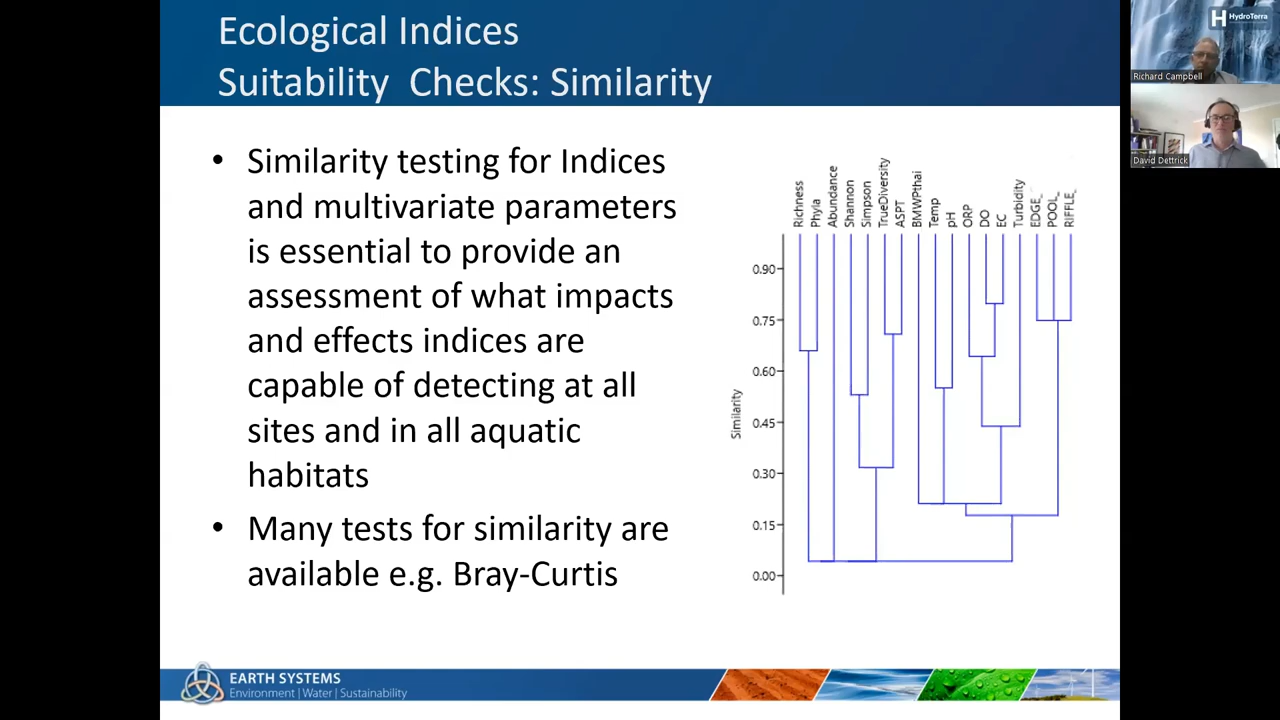 Ecological Indices
Suitability Checks: Similarity
• Similarity testing for Indices
and multivariate parameters
is essential to provide an
assessment of what impacts
and effects indices are
capable of detecting at all
sites and in all aquatic
habitats
• Many tests for similarity are
available e.g. Bray-Curtis
Richness
Phyla
Abundance
Shannon
Simpson
TrueDiversity
ASPT
BMWPthai
Temp
pH
ORP
DO
EC
Turbidity
EDGE_
POOL_
RIFFLE_
0.90
0.75
0.60
0.45
0.30
0.15
0.00
Similarity
EARTH SYSTEMS
Environment | Water | Sustainability
HydroTerra
Richard Campbell
David Dettrick